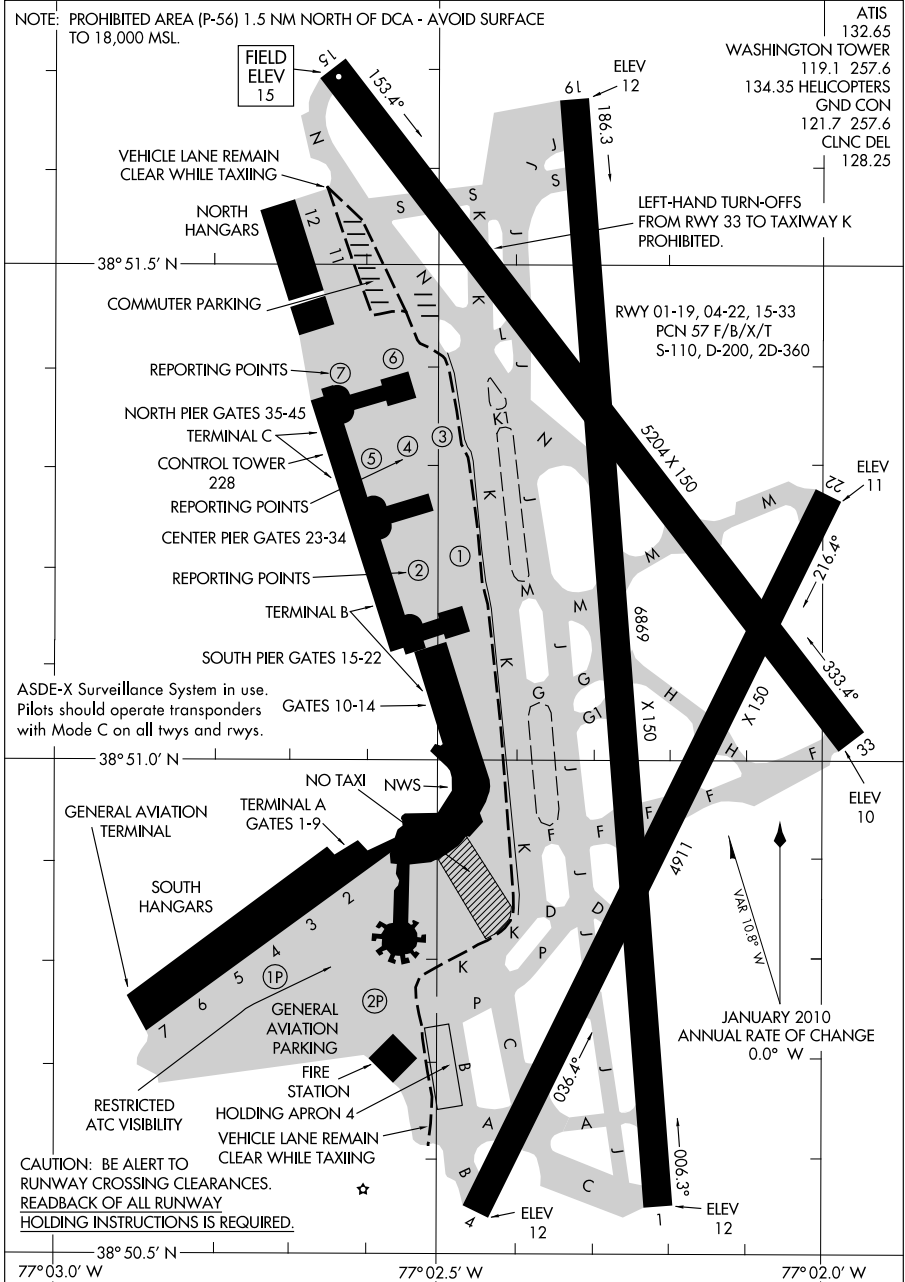 NOTE: PROHIBITED AREA (P-56) 1.5 NM NORTH OF DCA - AVOID SURFACE
TO 18,000 MSL.
ATIS
132.65
WASHINGTON TOWER
119.1 257.6
134.35 HELICOPTERS
GND CON
121.7 257.6
CLNC DEL
128.25
FIELD
ELEV
15
15
153.4°
19
ELEV
12
186.3
N
J
J
S
VEHICLE LANE REMAIN
CLEAR WHILE TAXIING
S
S
K
J
LEFT-HAND TURN-OFFS
FROM RWY 33 TO TAXIWAY K
PROHIBITED.
NORTH
HANGARS
12
11
38° 51.5' N
N
K
L
J
COMMUTER PARKING
RWY 01-19, 04-22, 15-33
PCN 57 F/B/X/T
S-110, D-200, 2D-360
REPORTING POINTS
7
6
NORTH PIER GATES 35-45
TERMINAL C
K1
N
5204 X 150
CONTROL TOWER
228
5
4
3
REPORTING POINTS
K
J
22
ELEV
11
W
CENTER PIER GATES 23-34
216.4°
M
M
REPORTING POINTS
2
1
M
M
TERMINAL B
6869
X 150
SOUTH PIER GATES 15-22
K
J
333.4°
ASDE-X Surveillance System in use.
Pilots should operate transponders
with Mode C on all twys and rwys.
GATES 10-14
G
G
G1
H
X 150
H
F
33
38° 51.0' N
J
NO TAXI
NWS
ELEV
10
GENERAL AVIATION
TERMINAL
TERMINAL A
GATES 1-9
K
F
F
F
F
4911
SOUTH
HANGARS
J
VAR 10.8° W
2
3
4
5
6
7
1P
D
D
K
P
J
K
2P
P
GENERAL
AVIATION
PARKING
JANUARY 2010
ANNUAL RATE OF CHANGE
0.0° W
C
B
J
036.4°
FIRE
STATION
RESTRICTED
ATC VISIBILITY
HOLDING APRON 4
A
A
VEHICLE LANE REMAIN
CLEAR WHILE TAXIING
J
006.3°
B
C
CAUTION: BE ALERT TO
RUNWAY CROSSING CLEARANCES.
READBACK OF ALL RUNWAY
HOLDING INSTRUCTIONS IS REQUIRED.
4
ELEV
12
1
ELEV
12
38° 50.5' N
77° 03.0' W
77° 02.5' W
77° 02.0' W